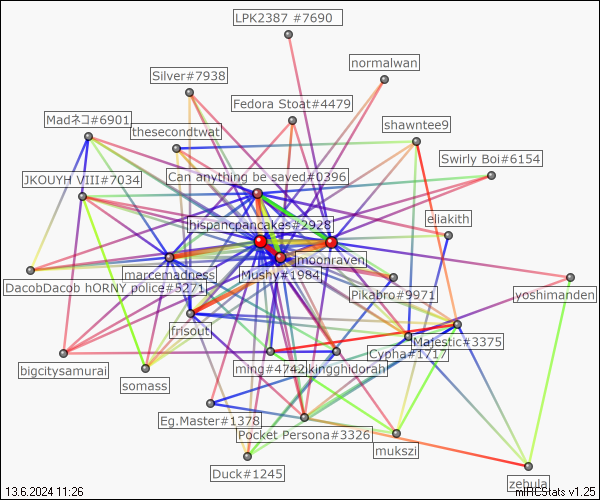 LPK2387 #7690
normalwan
Silver#7938
Fedora Stoat#4479
Madネコ#6901
shawntee9
thesecondtwat
Swirly Boi#6154
Can anything be saved#0396
JKOUYH VIII#7034
eliakith
hispancpancakes#2928
moonraven
marcemadness
Mushy#1984
DacobDacob hORNY police#5271
Pikabro#9971
yoshimanden
frisout
Majestic#3375
Cypha#1717
bigcitysamurai
ming#4742
kingghidorah
somass
Eg.Master#1378
Pocket Persona#3326
mukszi
Duck#1245
zebula
13.6.2024 11:26
mIHCStats v1.25